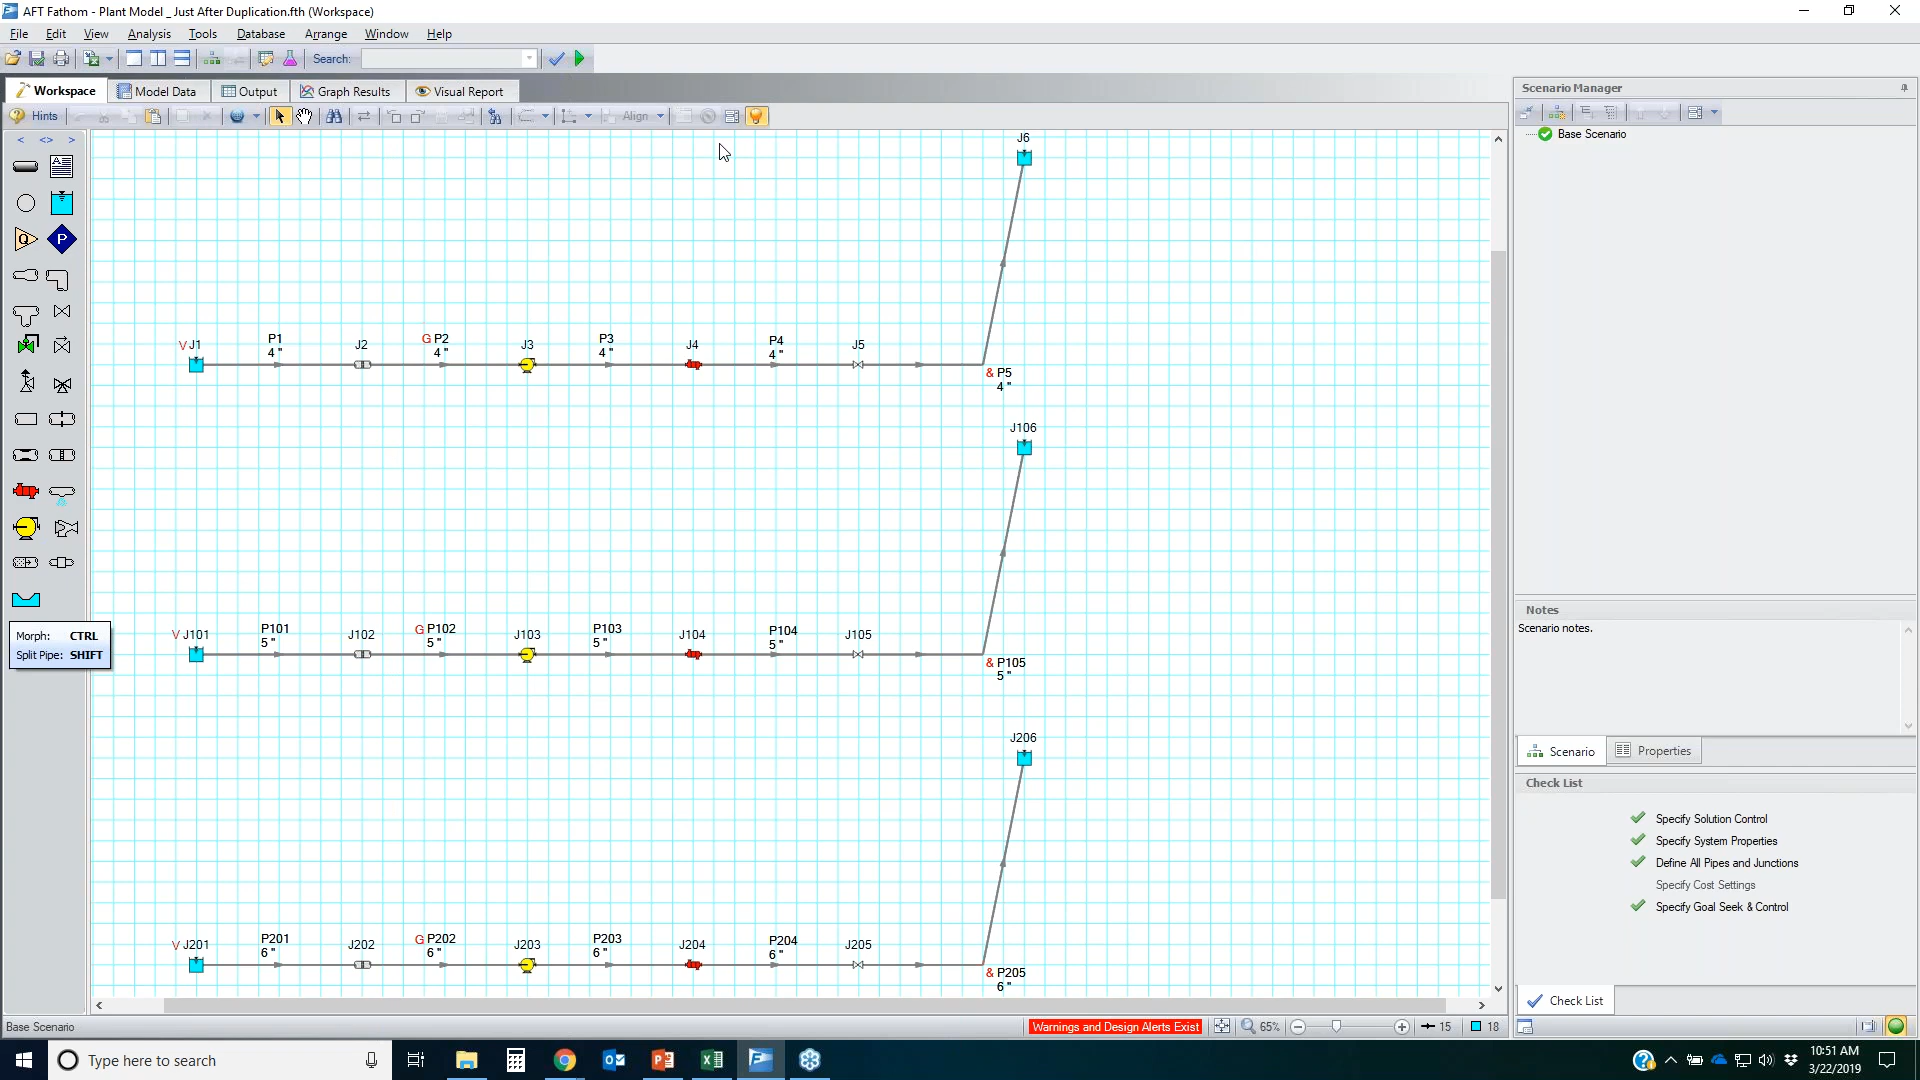 AFT Fathom - Plant Model _ Just After Duplication.fth (Workspace)
File Edit View Analysis Tools Database Arrange Window Help
Search:
Workspace Model Data Output Graph Results Visual Report
Hints Align
< <> >
A
Q P
J6
V J1 P1 4 " J2 G P2 4 " J3 P3 4 " J4 P4 4 " J5
& P5
4 "
J106
V J101 P101 5 " J102 G P102 5 " J103 P103 5 " J104 P104 5 " J105
& P105
5 "
J206
V J201 P201 6 " J202 G P202 6 " J203 P203 6 " J204 P204 6 " J205
& P205
6 "
Morph: CTRL
Split Pipe: SHIFT
Scenario Manager
Base Scenario
Notes
Scenario notes.
Scenario Properties
Check List
Specify Solution Control
Specify System Properties
Define All Pipes and Junctions
Specify Cost Settings
Specify Goal Seek & Control
Check List
Base Scenario Warnings and Design Alerts Exist 65% 15 18
Type here to search
10:51 AM
3/22/2019